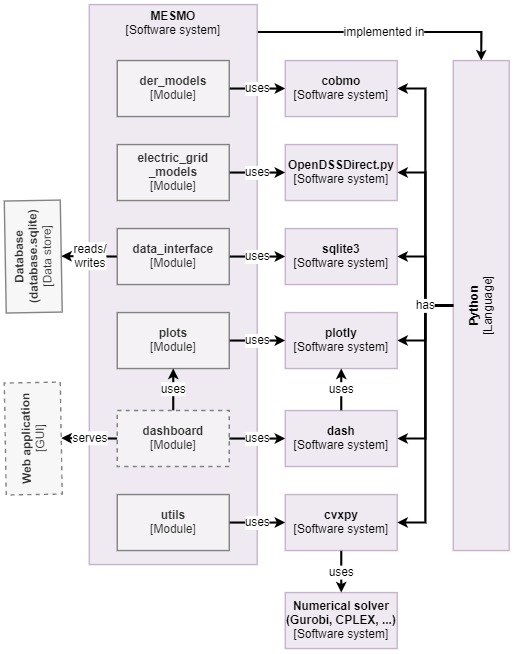 MESMO
[Software system]
implemented in
der_models
[Module]
uses
cobmo
[Software system]
electric_grid
_models
[Module]
uses
OpenDSSDirect.py
[Software system]
Database
(database.sqlite)
[Data store]
reads/
writes
data_interface
[Module]
uses
sqlite3
[Software system]
has
Python
[Language]
plots
[Module]
uses
plotly
[Software system]
uses
uses
Web application
[GUI]
serves
dashboard
[Module]
uses
dash
[Software system]
utils
[Module]
uses
cvxpy
[Software system]
uses
Numerical solver
(Gurobi, CPLEX, ...)
[Software system]